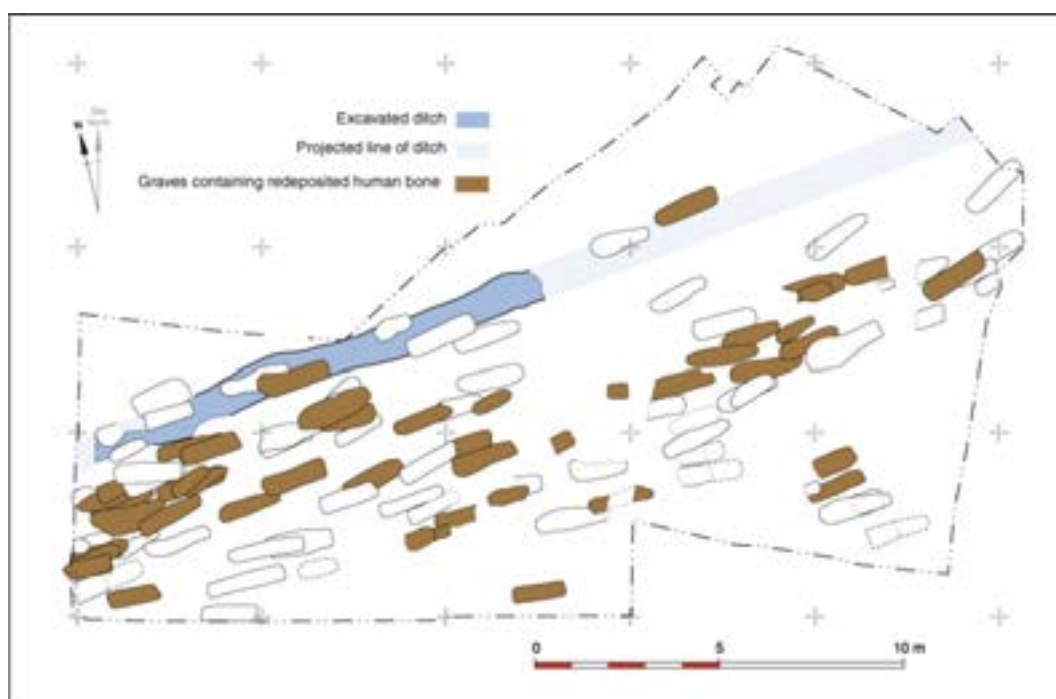 N
Excavated ditch
Projected line of ditch
Graves containing redeposited human bone
0 5 10 m